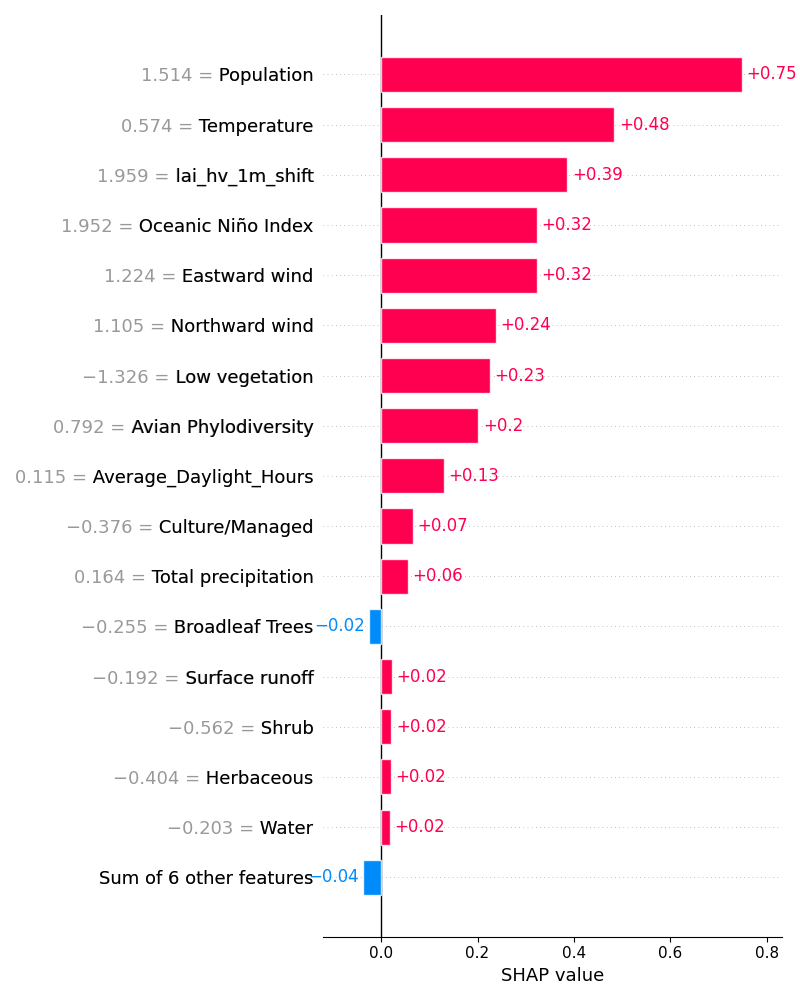 1.514 = Population +0.75
0.574 = Temperature +0.48
1.959 = lai_hv_1m_shift +0.39
1.952 = Oceanic Niño Index +0.32
1.224 = Eastward wind +0.32
1.105 = Northward wind +0.24
−1.326 = Low vegetation +0.23
0.792 = Avian Phylodiversity +0.2
0.115 = Average_Daylight_Hours +0.13
−0.376 = Culture/Managed +0.07
0.164 = Total precipitation +0.06
−0.255 = Broadleaf Trees −0.02
−0.192 = Surface runoff +0.02
−0.562 = Shrub +0.02
−0.404 = Herbaceous +0.02
−0.203 = Water +0.02
Sum of 6 other features −0.04
0.0 0.2 0.4 0.6 0.8
SHAP value